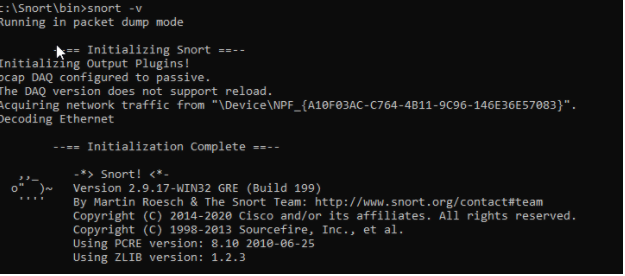 c:\Snort\bin>snort -v
Running in packet dump mode
--== Initializing Snort ==--
Initializing Output Plugins!
pcap DAQ configured to passive.
The DAQ version does not support reload.
Acquiring network traffic from "\Device\NPF_{A10F03AC-C764-4B11-9C96-146E36E57083}".
Decoding Ethernet
--== Initialization Complete ==--
,,_ -*> Snort! <*-
o" )~ Version 2.9.17-WIN32 GRE (Build 199)
'''' By Martin Roesch & The Snort Team: http://www.snort.org/contact#team
Copyright (C) 2014-2020 Cisco and/or its affiliates. All rights reserved.
Copyright (C) 1998-2013 Sourcefire, Inc., et al.
Using PCRE version: 8.10 2010-06-25
Using ZLIB version: 1.2.3